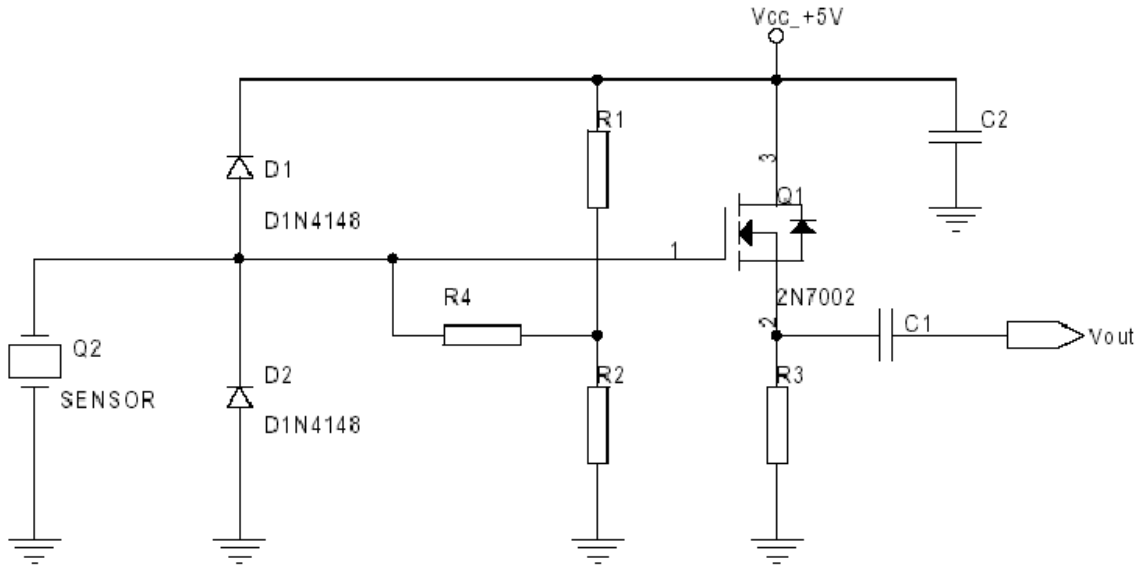 Vcc_+5V
R1
C2
D1
3
Q1
D1N4148
1
R4
2N7002
2
C1
Vout
Q2
D2
R2
R3
SENSOR
D1N4148